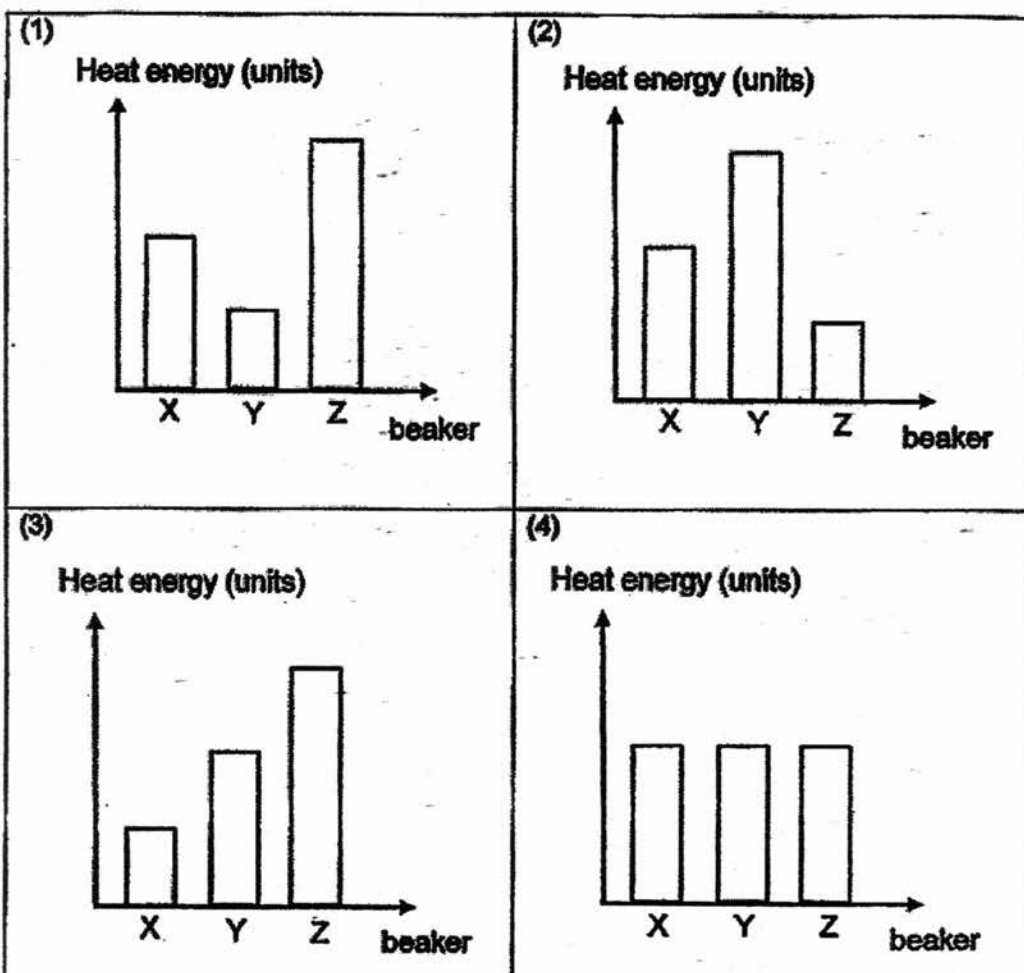 (1)
Heat energy (units)
X Y Z
beaker
(2)
Heat energy (units)
X Y Z
beaker
(3)
Heat energy (units)
X Y Z
beaker
(4)
Heat energy (units)
X Y Z
beaker